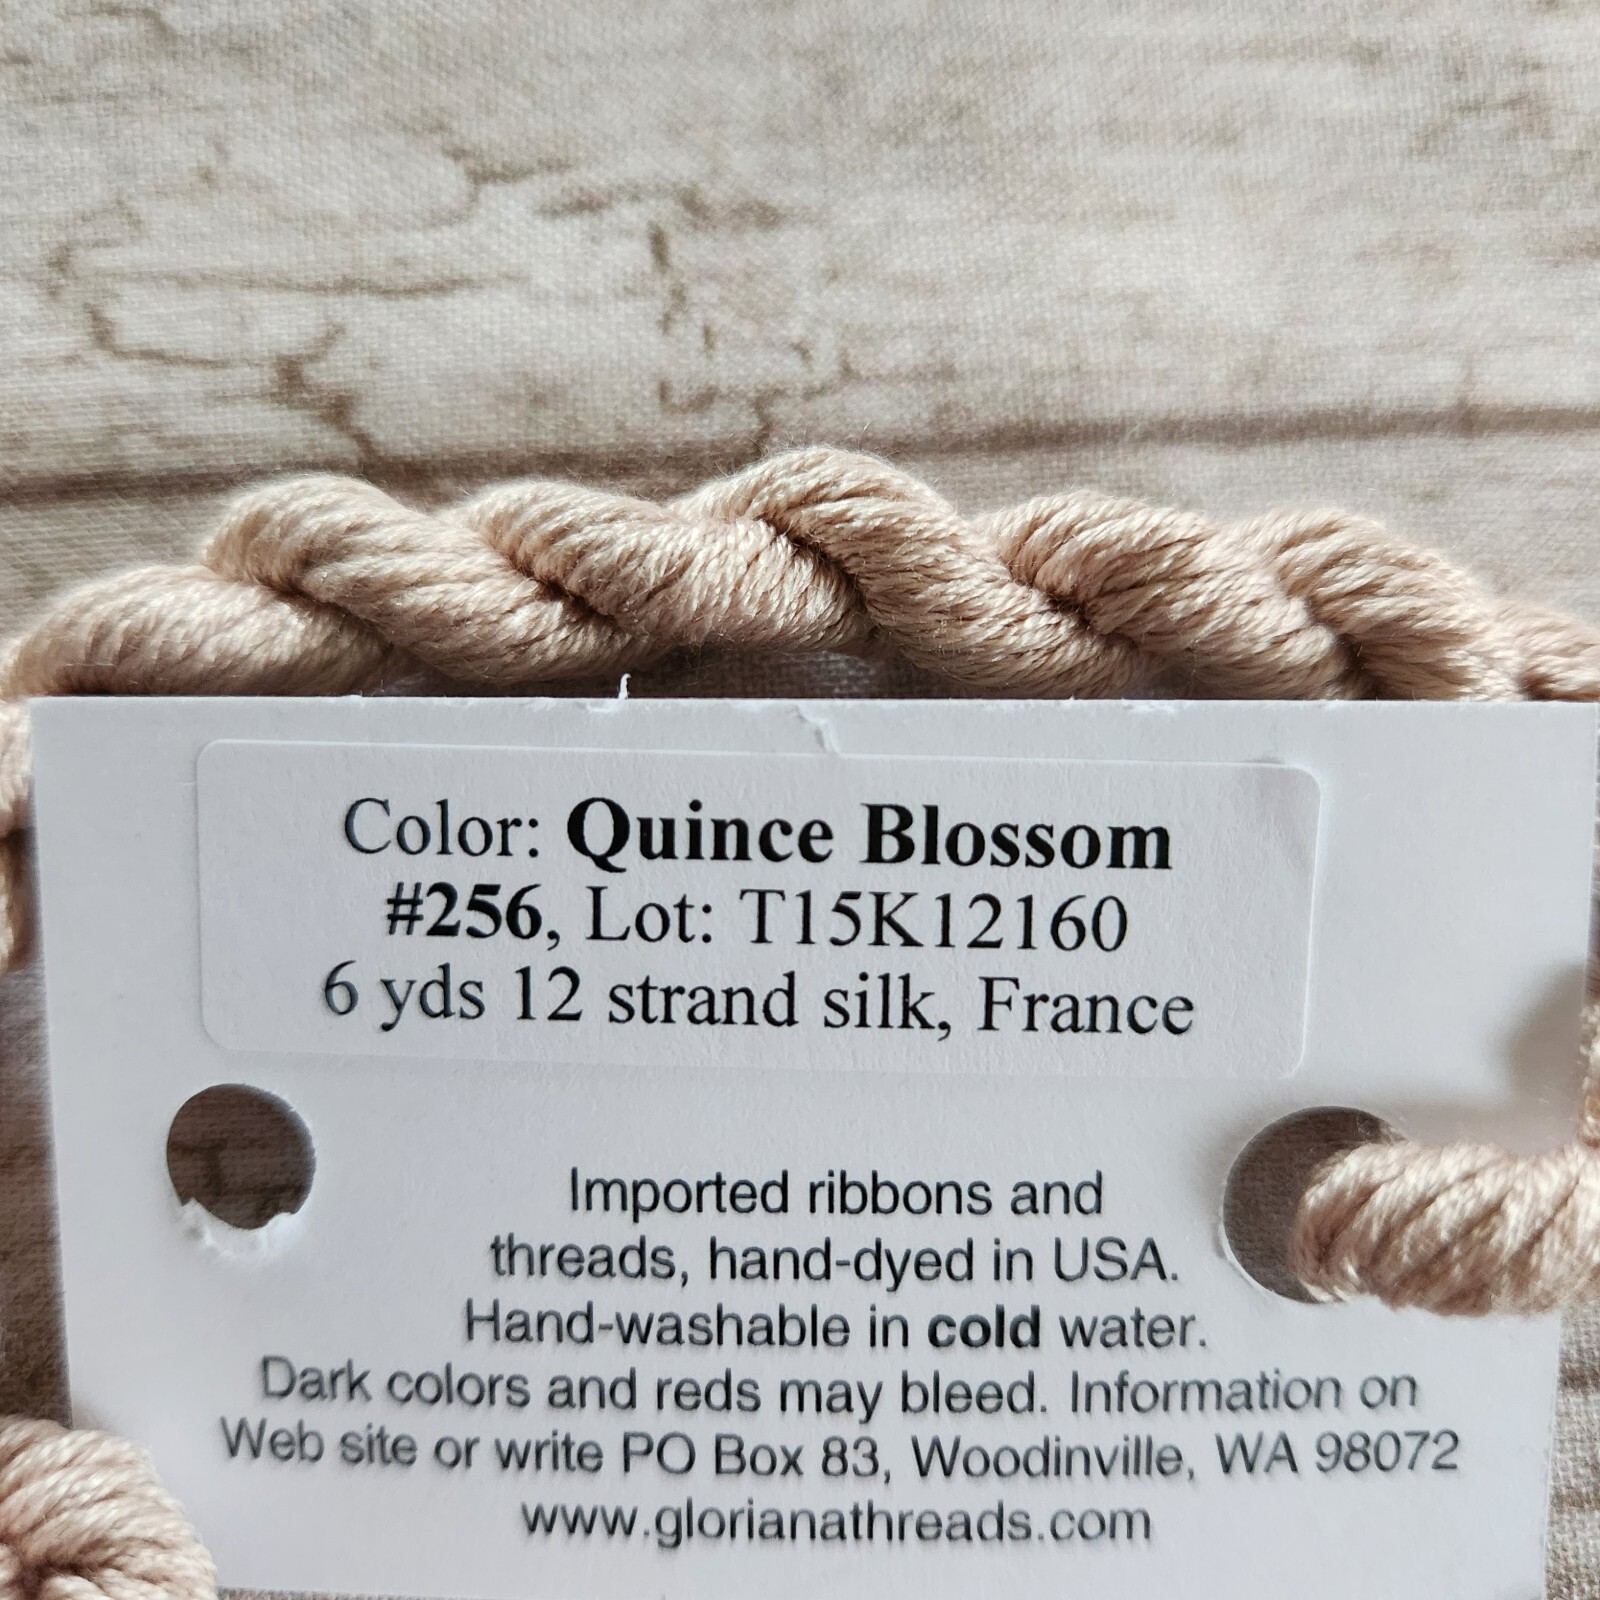 Color: Quince Blossom
#256, Lot: T15K12160
6 yds 12 strand silk, France
Imported ribbons and
threads, hand-dyed in USA.
Hand-washable in cold water.
Dark colors and reds may bleed. Information on
Web site or write PO Box 83, Woodinville, WA 98072
www.glorianathreads.com